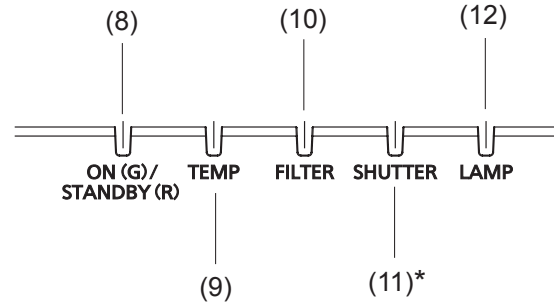 (8) (10) (12)
ON (G)/ TEMP FILTER SHUTTER LAMP
STANDBY (R)
(9) (11)*